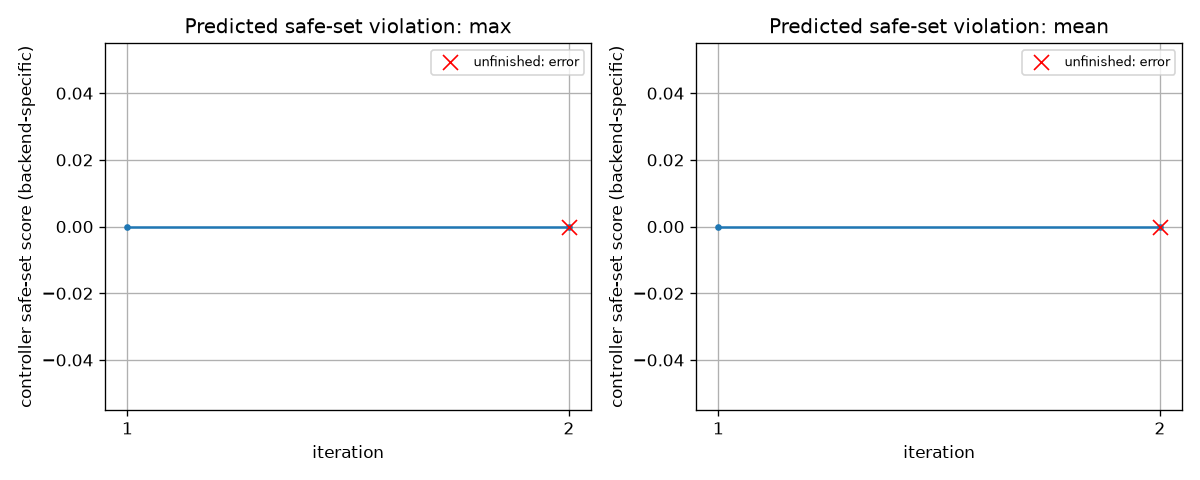 Predicted safe-set violation: max
unfinished: error
controller safe-set score (backend-specific)
0.04
0.02
0.00
−0.02
−0.04
1
2
iteration
Predicted safe-set violation: mean
unfinished: error
controller safe-set score (backend-specific)
0.04
0.02
0.00
−0.02
−0.04
1
2
iteration